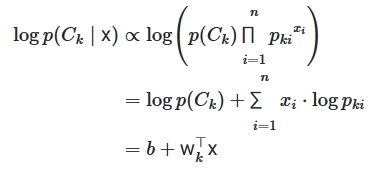 log p(C_k | x) ∝ log ( p(C_k) ∏_{i=1}^{n} p_{ki}^{x_i} )
= log p(C_k) + ∑_{i=1}^{n} x_i · log p_{ki}
= b + w_k^⊤ x